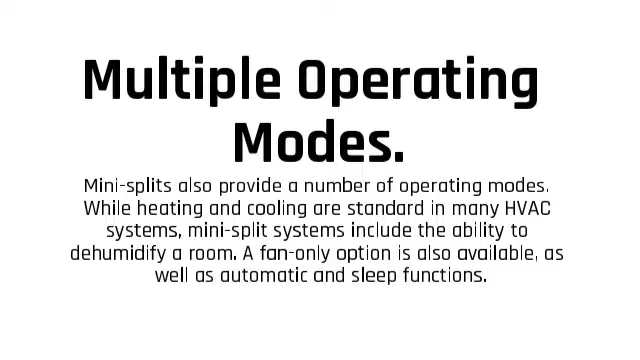 Multiple Operating
Modes.
Mini-splits also provide a number of operating modes.
While heating and cooling are standard in many HVAC
systems, mini-split systems include the ability to
dehumidify a room. A fan-only option is also available, as
well as automatic and sleep functions.